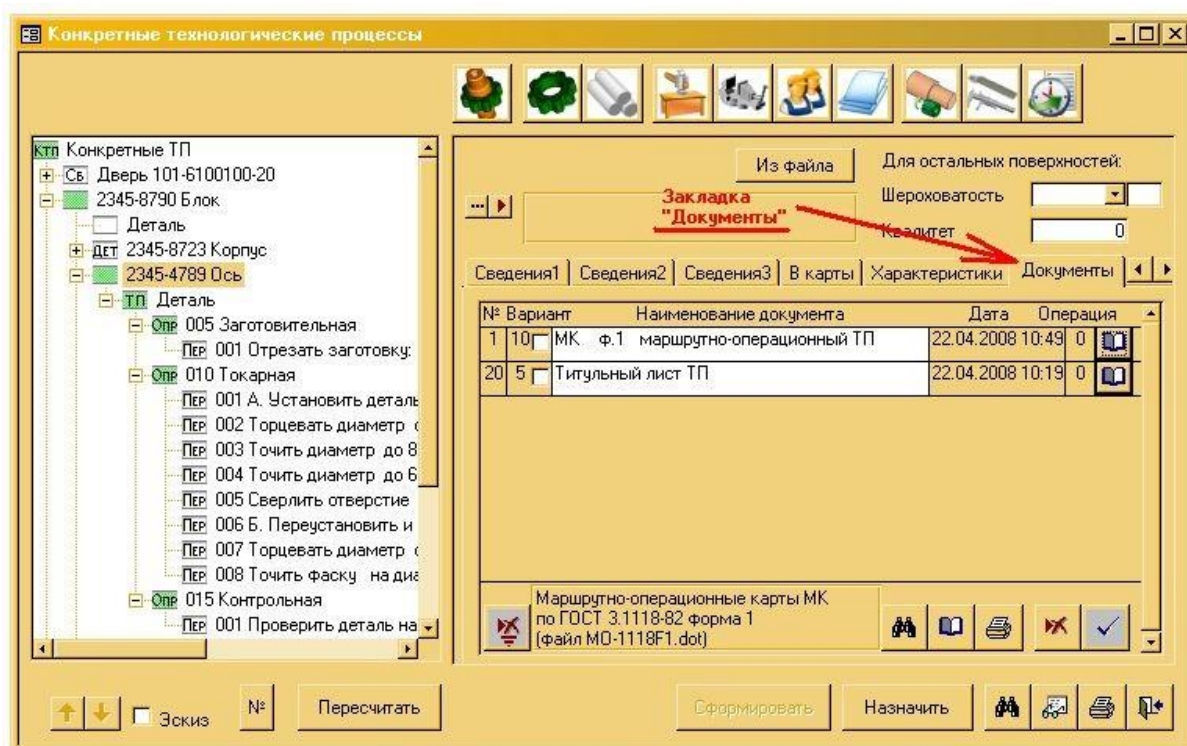 Конкретные технологические процессы
КТП Конкретные ТП
СБ Дверь 101-6100100-20
2345-8790 Блок
Деталь
ДЕТ 2345-8723 Корпус
2345-4789 Ось
ТП Деталь
Опр 005 Заготовительная
Пер 001 Отрезать заготовку:
Опр 010 Токарная
Пер 001 А. Установить деталь
Пер 002 Торцевать диаметр
Пер 003 Точить диаметр до 8
Пер 004 Точить диаметр до 6
Пер 005 Сверлить отверстие
Пер 006 Б. Переустановить и
Пер 007 Торцевать диаметр
Пер 008 Точить фаску на диа
Опр 015 Контрольная
Пер 001 Проверить деталь на
Эскиз
№
Пересчитать
Из файла
Для остальных поверхностей:
Шероховатость
Квалитет 0
Закладка
"Документы"
Сведения1 Сведения2 Сведения3 В карты Характеристики Документы
№ Вариант Наименование документа Дата Операция
1 10 МК ф.1 маршрутно-операционный ТП 22.04.2008 10:49 0
20 5 Титульный лист ТП 22.04.2008 10:19 0
Маршрутно-операционные карты МК
по ГОСТ 3.1118-82 форма 1
(файл МО-1118F1.dot)
Сформировать
Назначить